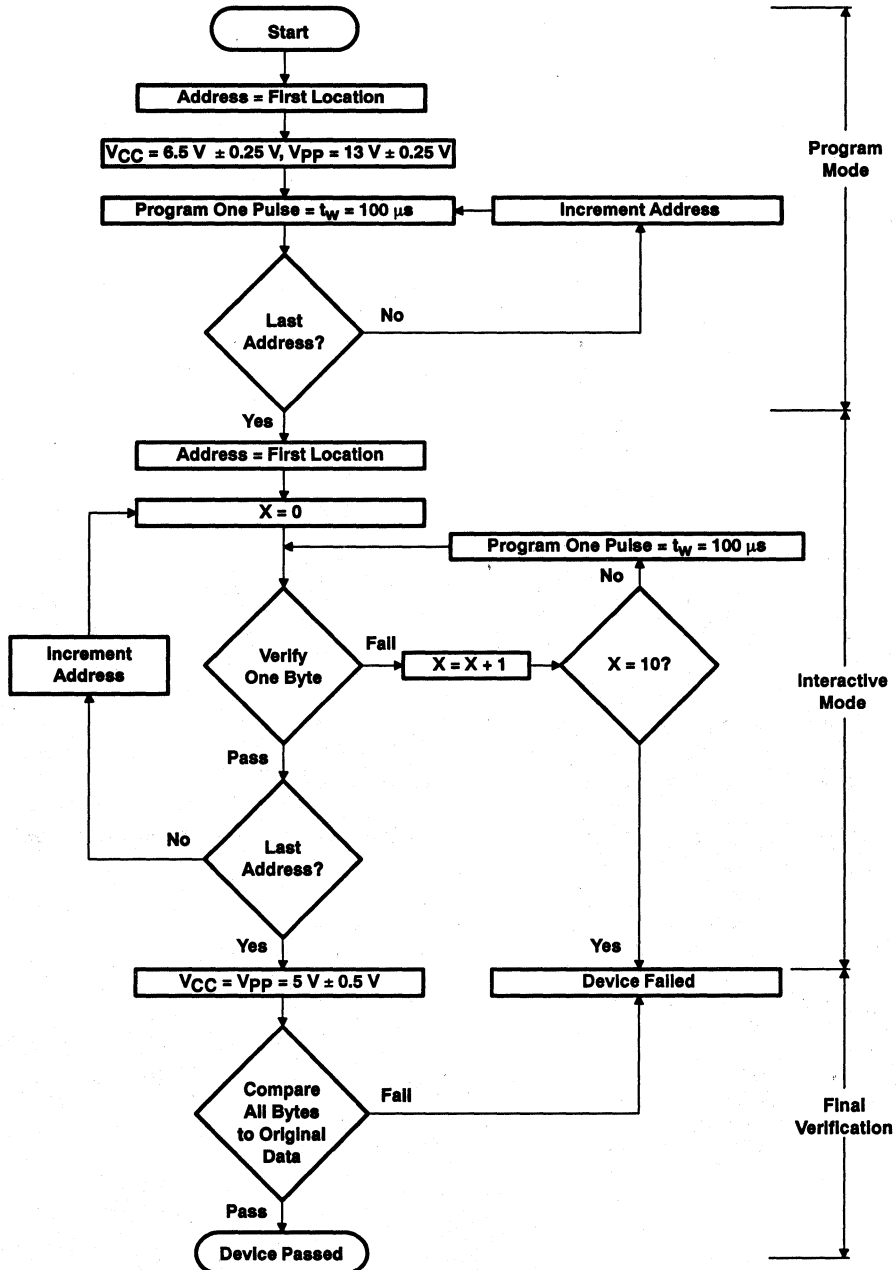 Start
Address = First Location
VCC = 6.5 V ± 0.25 V, VPP = 13 V ± 0.25 V
Program
Mode
Program One Pulse = tw = 100 µs
Increment Address
Last
Address?
No
Yes
Address = First Location
X = 0
Program One Pulse = tw = 100 µs
No
Increment
Address
Verify
One Byte
Fail
X = X + 1
X = 10?
Interactive
Mode
Pass
No
Last
Address?
Yes
Yes
VCC = VPP = 5 V ± 0.5 V
Device Failed
Compare
All Bytes
to Original
Data
Fail
Final
Verification
Pass
Device Passed